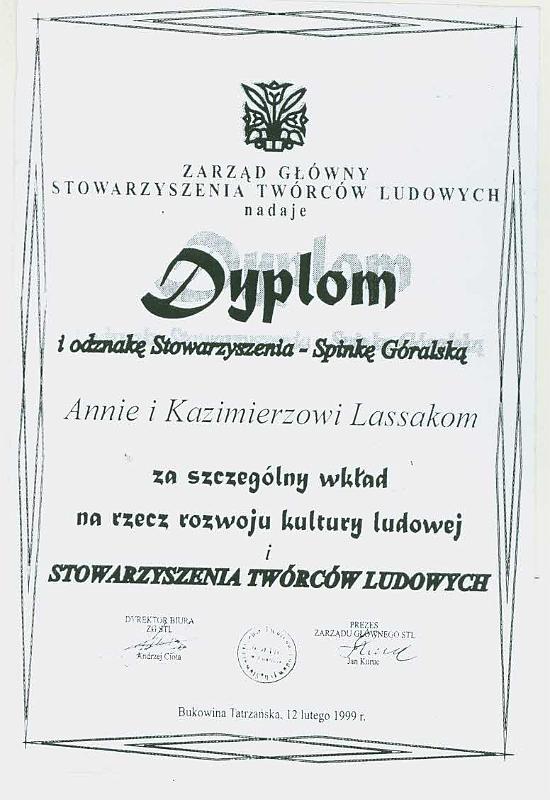 ZARZĄD GŁÓWNY
STOWARZYSZENIA TWÓRCÓW LUDOWYCH
nadaje
Dyplom
i odznakę Stowarzyszenia - Spinkę Góralską
Annie i Kazimierzowi Lassakom
za szczególny wkład
na rzecz rozwoju kultury ludowej
i
STOWARZYSZENIA TWÓRCÓW LUDOWYCH
DYREKTOR BIURA
ZG STL
Andrzej Ciota
PREZES
ZARZĄDU GŁÓWNEGO STL
Jan Kuruc
Bukowina Tatrzańska, 12 lutego 1999 r.